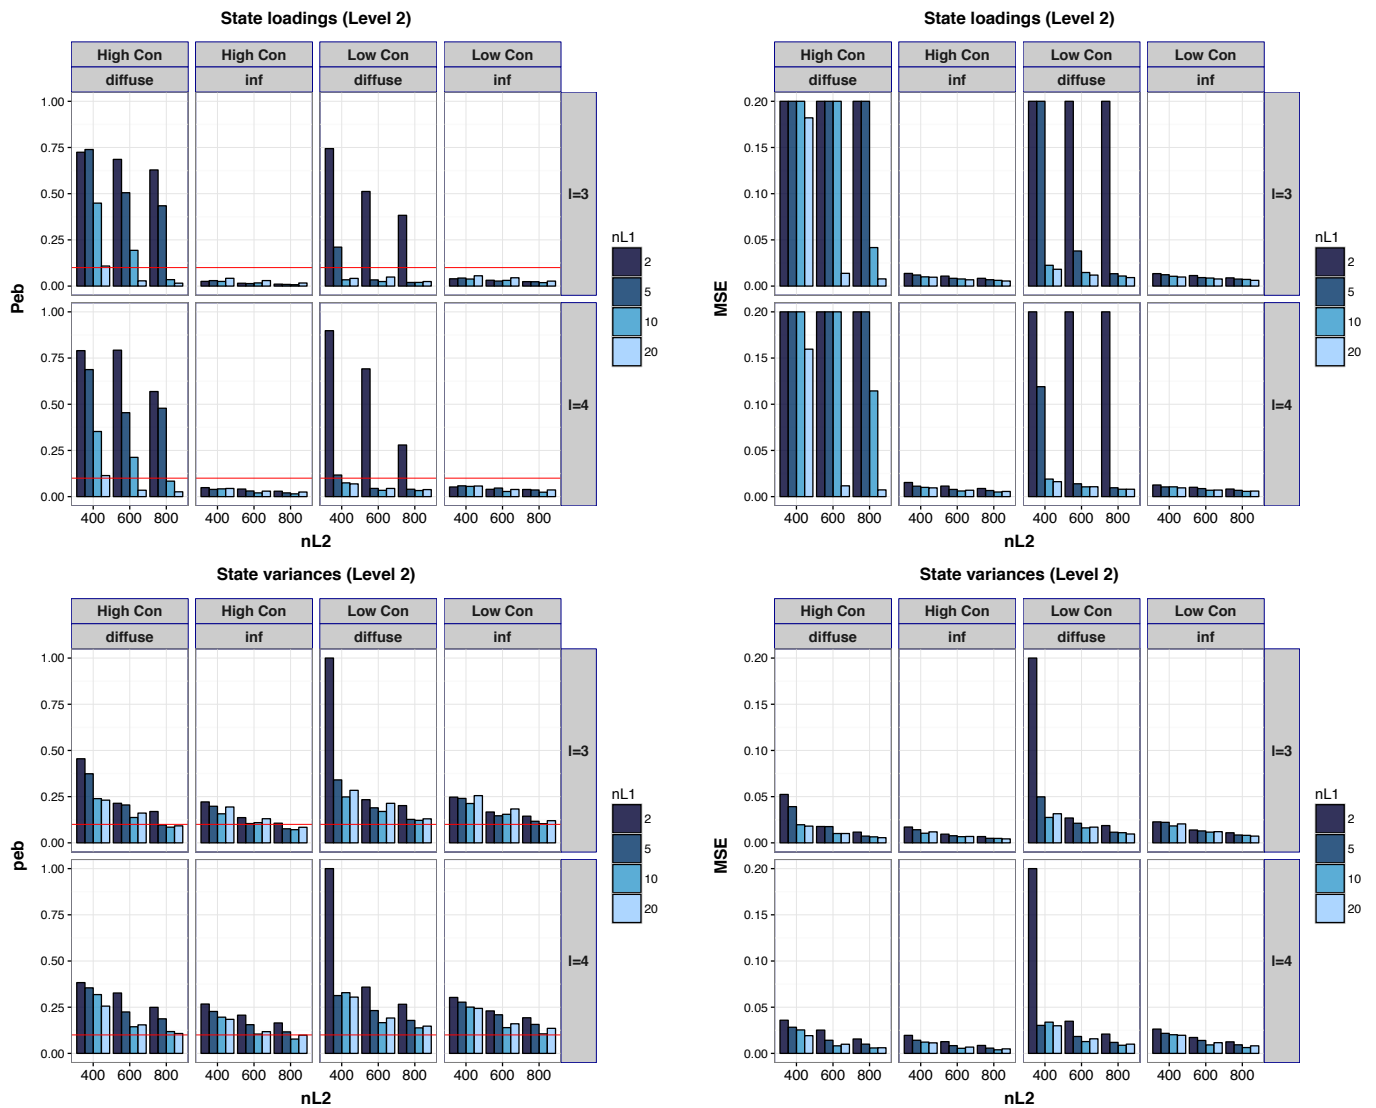 State loadings (Level 2)
High Con High Con Low Con Low Con
diffuse inf diffuse inf
1.00
0.75
0.50
0.25
0.00
l=3
1.00
0.75
0.50
0.25
0.00
l=4
Peb
400 600 800 400 600 800 400 600 800 400 600 800
nL2
nL1
2
5
10
20
State loadings (Level 2)
High Con High Con Low Con Low Con
diffuse inf diffuse inf
0.20
0.15
0.10
0.05
0.00
l=3
0.20
0.15
0.10
0.05
0.00
l=4
MSE
400 600 800 400 600 800 400 600 800 400 600 800
nL2
nL1
2
5
10
20
State variances (Level 2)
High Con High Con Low Con Low Con
diffuse inf diffuse inf
1.00
0.75
0.50
0.25
0.00
l=3
1.00
0.75
0.50
0.25
0.00
l=4
peb
400 600 800 400 600 800 400 600 800 400 600 800
nL2
nL1
2
5
10
20
State variances (Level 2)
High Con High Con Low Con Low Con
diffuse inf diffuse inf
0.20
0.15
0.10
0.05
0.00
l=3
0.20
0.15
0.10
0.05
0.00
l=4
MSE
400 600 800 400 600 800 400 600 800 400 600 800
nL2
nL1
2
5
10
20